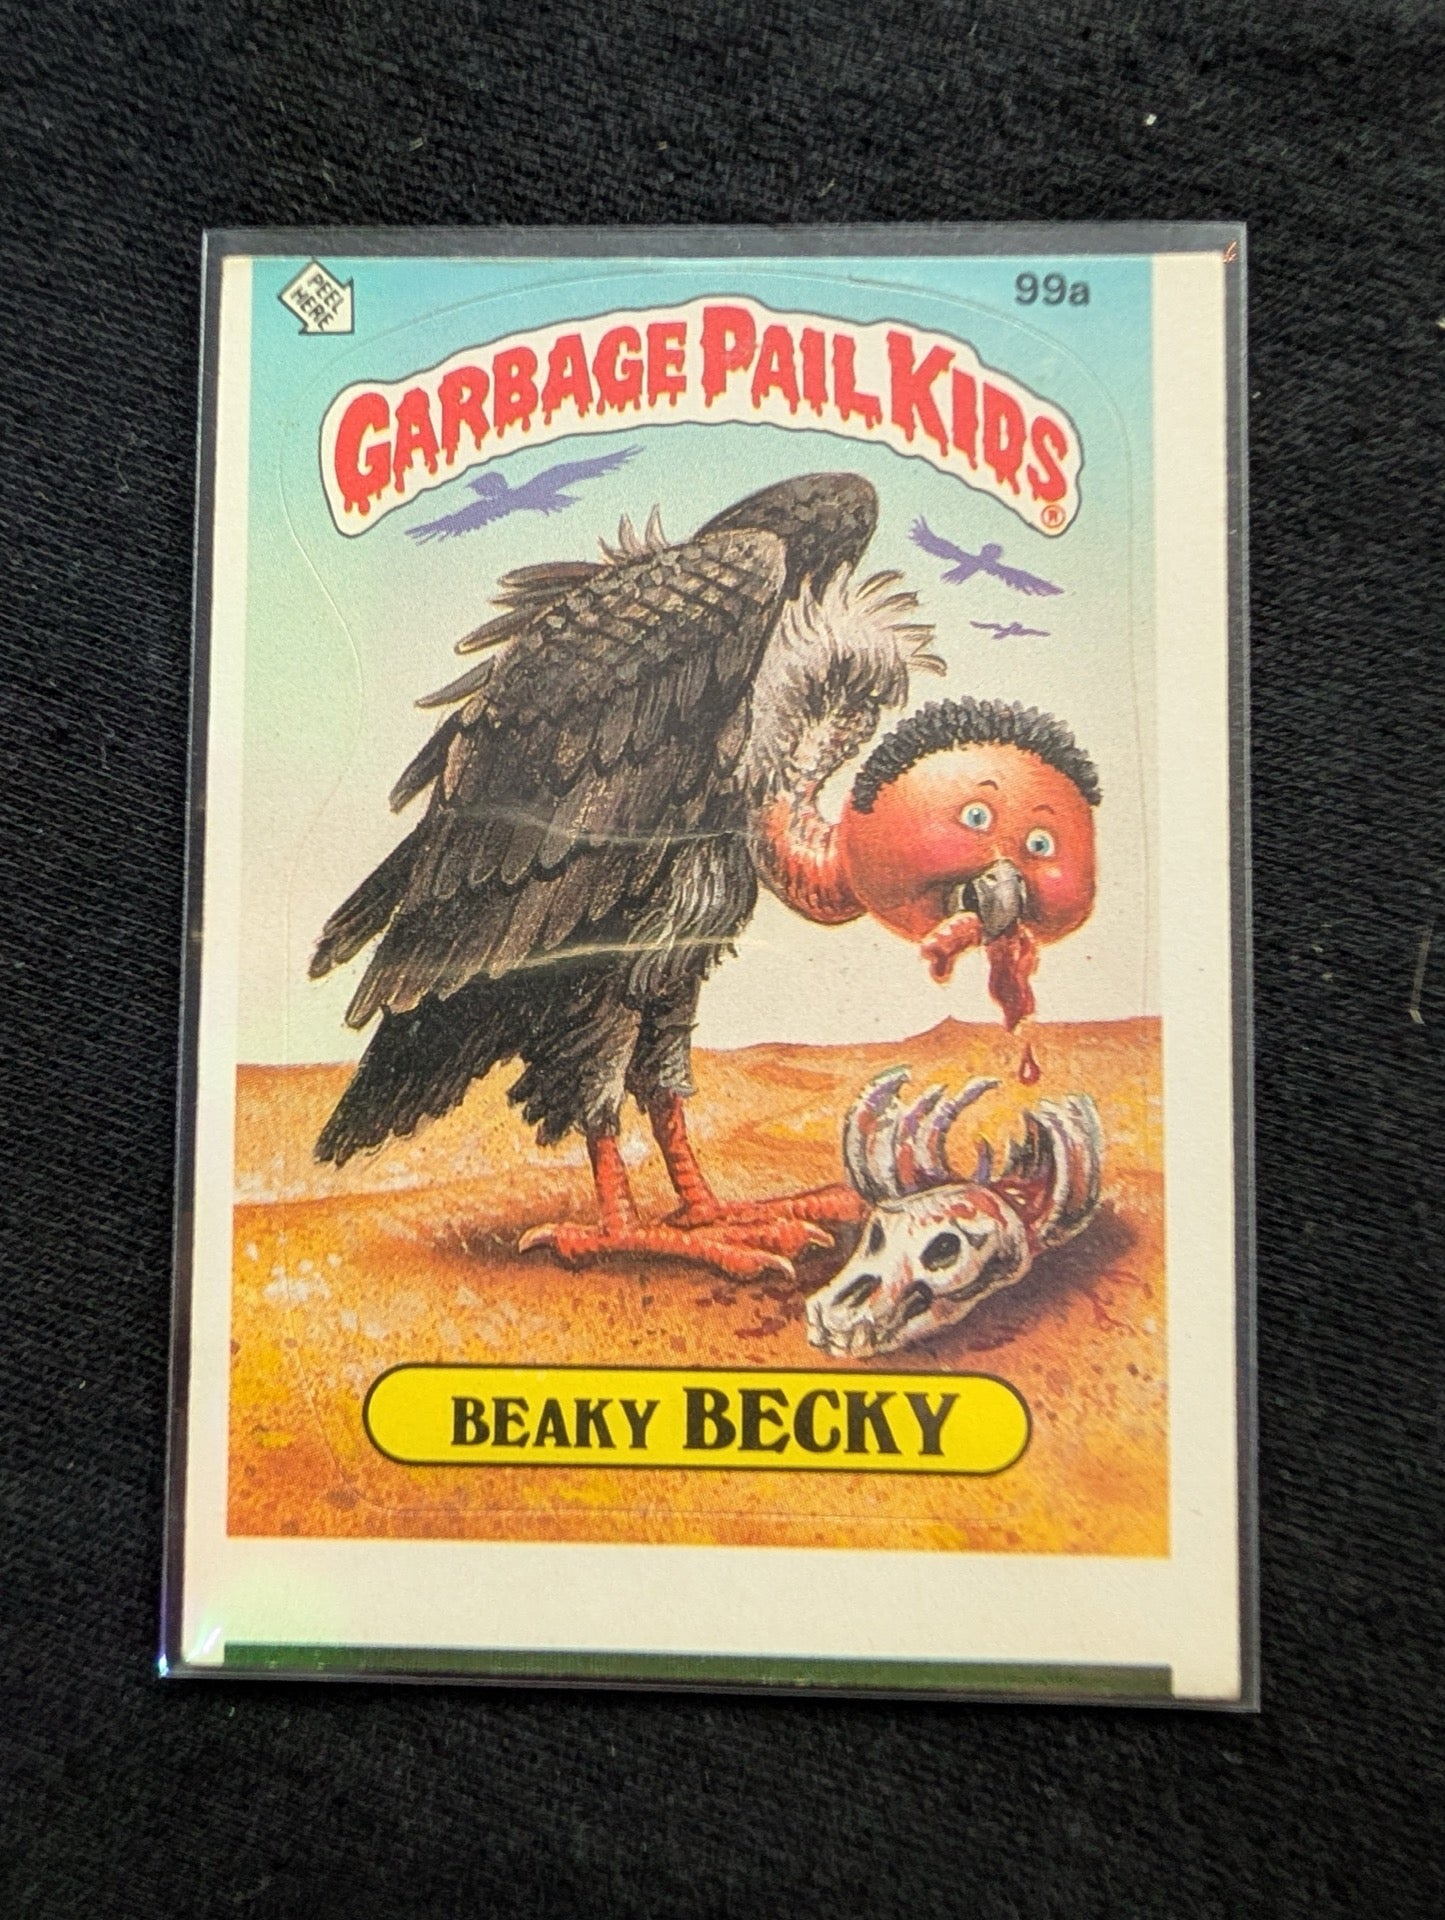 PEEL
HERE
99a
GARBAGE PAIL KIDS
®
BEAKY BECKY